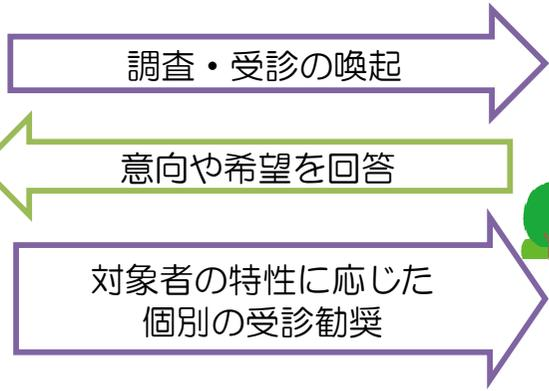 調査・受診の喚起
意向や希望を回答
対象者の特性に応じた
個別の受診勧奨